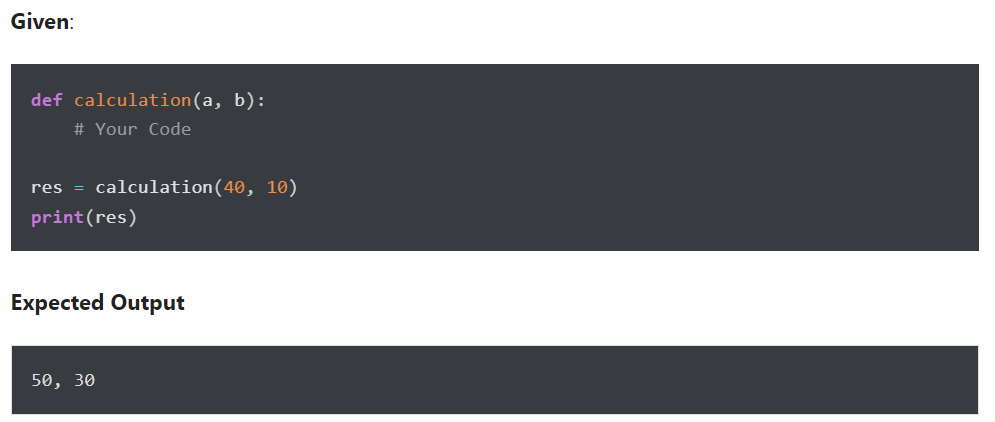 Given:
def calculation(a, b):
    # Your Code
res = calculation(40, 10)
print(res)
Expected Output
50, 30